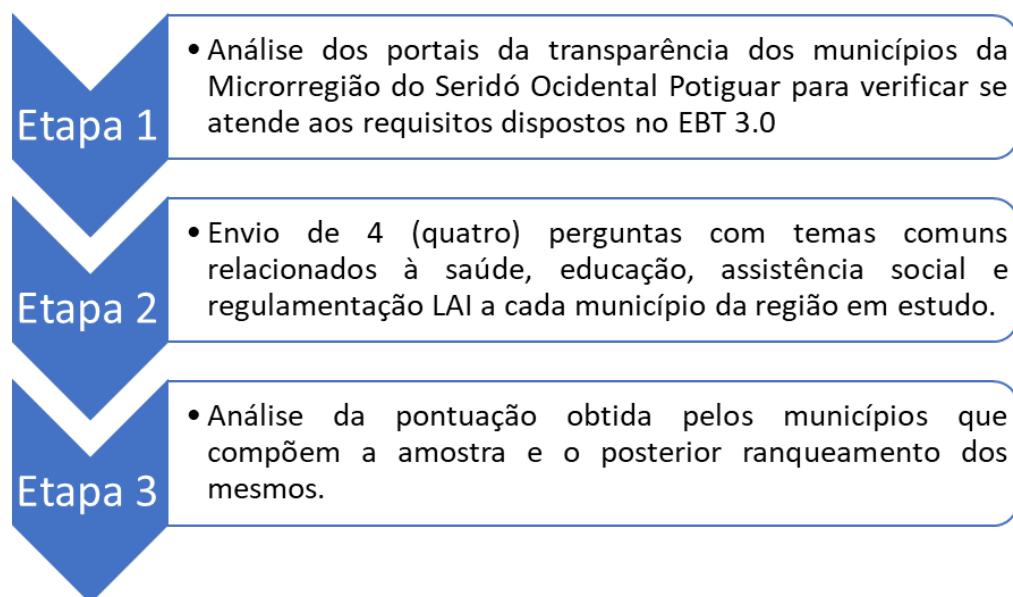 Etapa 1
• Análise dos portais da transparência dos municípios da
Microrregião do Seridó Ocidental Potiguar para verificar se
atende aos requisitos dispostos no EBT 3.0
Etapa 2
• Envio de 4 (quatro) perguntas com temas comuns
relacionados à saúde, educação, assistência social e
regulamentação LAI a cada município da região em estudo.
Etapa 3
• Análise da pontuação obtida pelos municípios que
compõem a amostra e o posterior ranqueamento dos
mesmos.